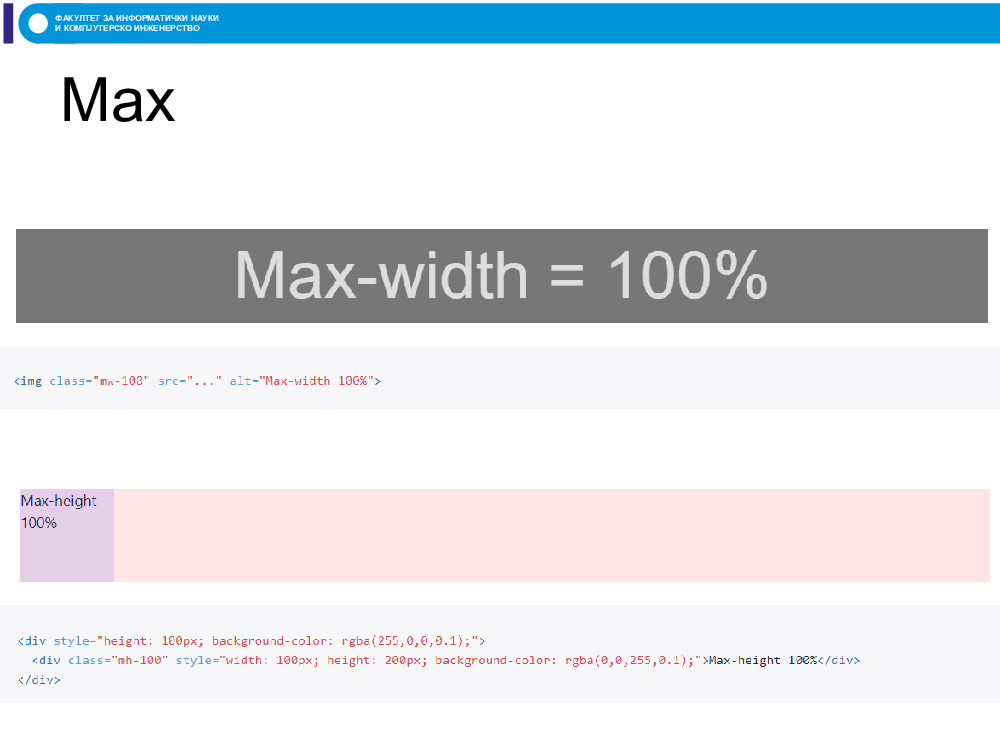 ФАКУЛТЕТ ЗА ИНФОРМАТИЧКИ НАУКИ
И КОМПЈУТЕРСКО ИНЖЕНЕРСТВО
Max
Max-width = 100%
<img class="mw-100" src="..." alt="Max-width 100%">
Max-height
100%
<div style="height: 100px; background-color: rgba(255,0,0,0.1);">
<div class="mh-100" style="width: 100px; height: 200px; background-color: rgba(0,0,255,0.1);">Max-height 100%</div>
</div>